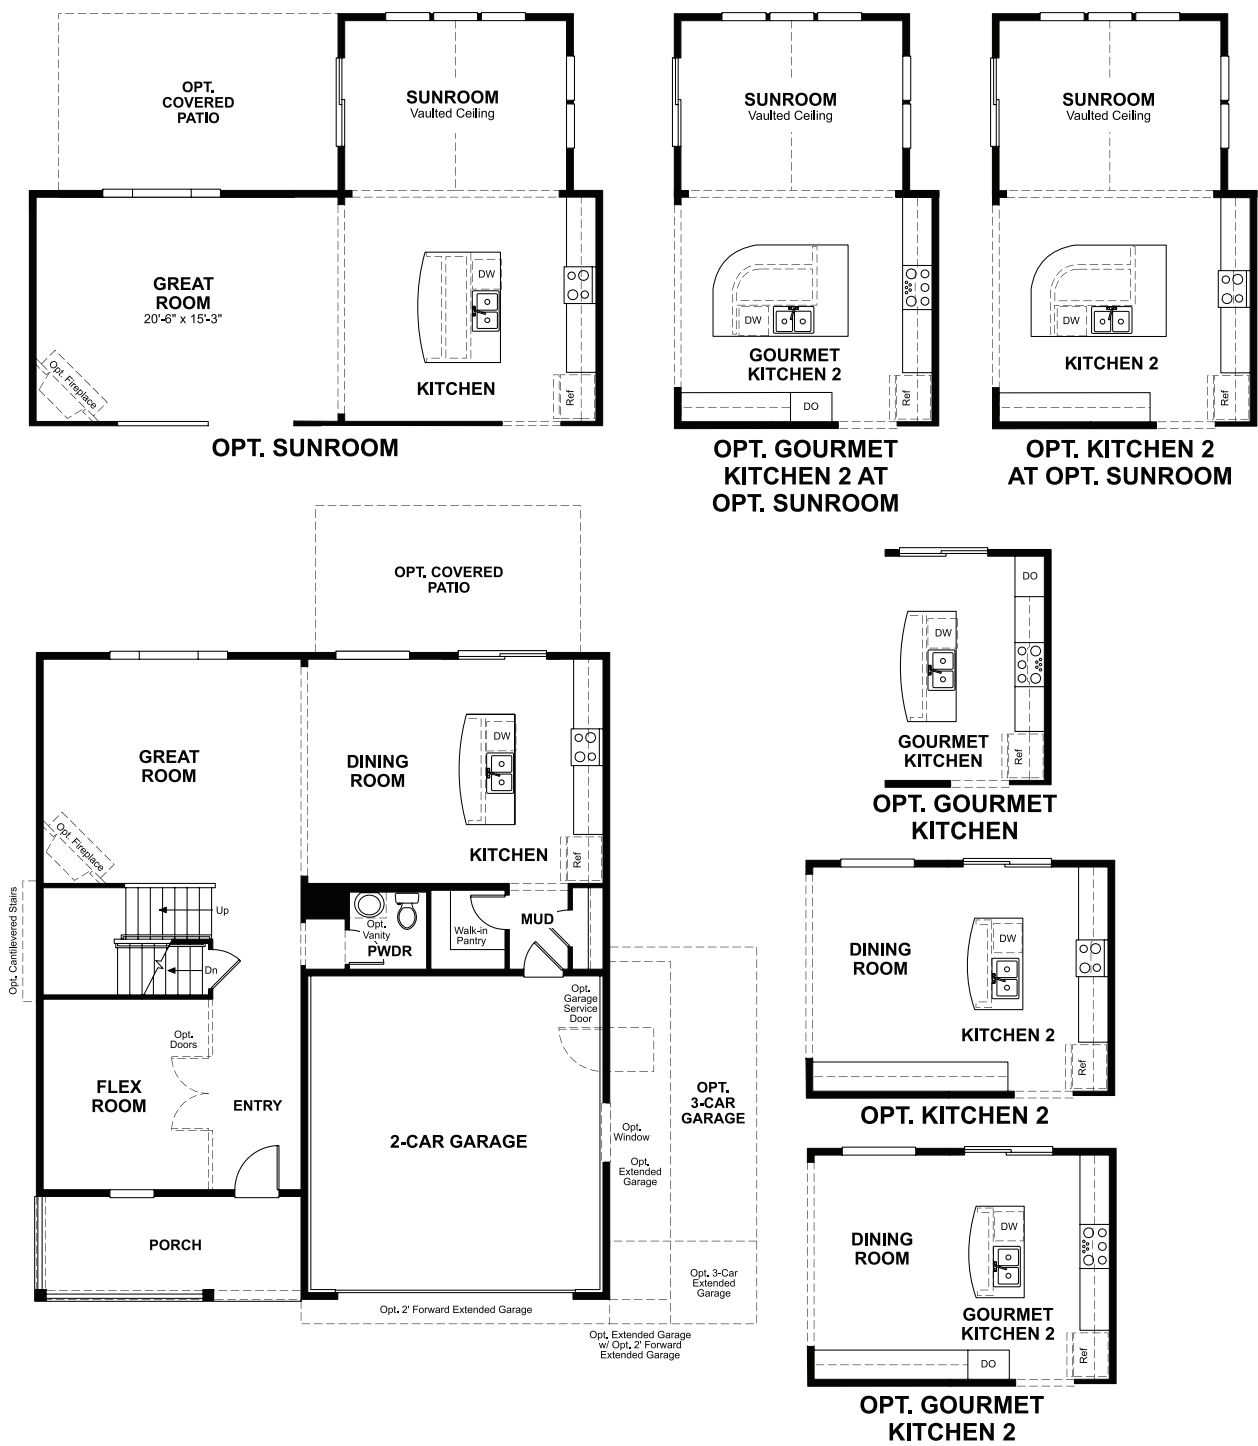 OPT.
COVERED
PATIO
SUNROOM
Vaulted Ceiling
GREAT
ROOM
20'-6" x 15'-3"
DW
Opt. Fireplace
KITCHEN
Ref
OPT. SUNROOM
SUNROOM
Vaulted Ceiling
DW
GOURMET
KITCHEN 2
Ref
DO
OPT. GOURMET
KITCHEN 2 AT
OPT. SUNROOM
SUNROOM
Vaulted Ceiling
DW
KITCHEN 2
Ref
OPT. KITCHEN 2
AT OPT. SUNROOM
OPT. COVERED
PATIO
GREAT
ROOM
DINING
ROOM
DW
KITCHEN
Ref
Opt. Fireplace
Opt. Cantilevered Stairs
Up
Dn
Opt.
Vanity
PWDR
Walk-in
Pantry
MUD
Opt.
Doors
FLEX
ROOM
ENTRY
Opt.
Garage
Service
Door
2-CAR GARAGE
OPT.
3-CAR
GARAGE
Opt.
Window
Opt.
Extended
Garage
PORCH
Opt. 3-Car
Extended
Garage
Opt. 2' Forward Extended Garage
Opt. Extended Garage
w/ Opt. 2' Forward
Extended Garage
DO
DW
GOURMET
KITCHEN
Ref
OPT. GOURMET
KITCHEN
DINING
ROOM
DW
KITCHEN 2
Ref
OPT. KITCHEN 2
DINING
ROOM
DW
GOURMET
KITCHEN 2
Ref
DO
OPT. GOURMET
KITCHEN 2